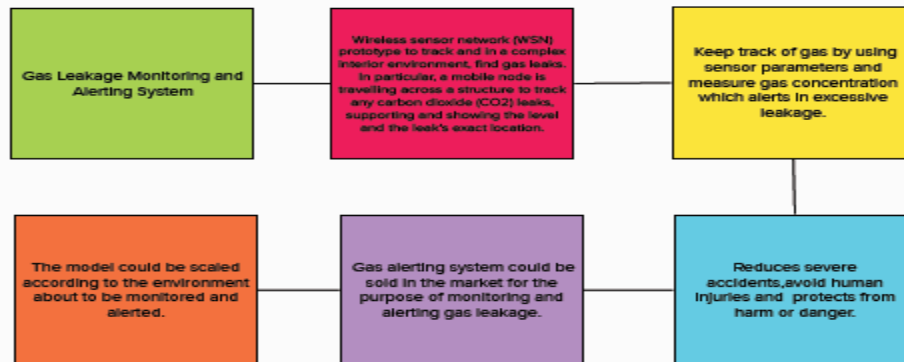 Gas Leakage Monitoring and
Alerting System
Wireless sensor network (WSN)
prototype to track and in a complex
interior environment, find gas leaks.
In particular, a mobile node is
travelling across a structure to track
any carbon dioxide (CO2) leaks,
supporting and showing the level
and the leak's exact location.
Keep track of gas by using
sensor parameters and
measure gas concentration
which alerts in excessive
leakage.
The model could be scaled
according to the environment
about to be monitored and
alerted.
Gas alerting system could be
sold in the market for the
purpose of monitoring and
alerting gas leakage.
Reduces severe
accidents,avoid human
injuries and protects from
harm or danger.